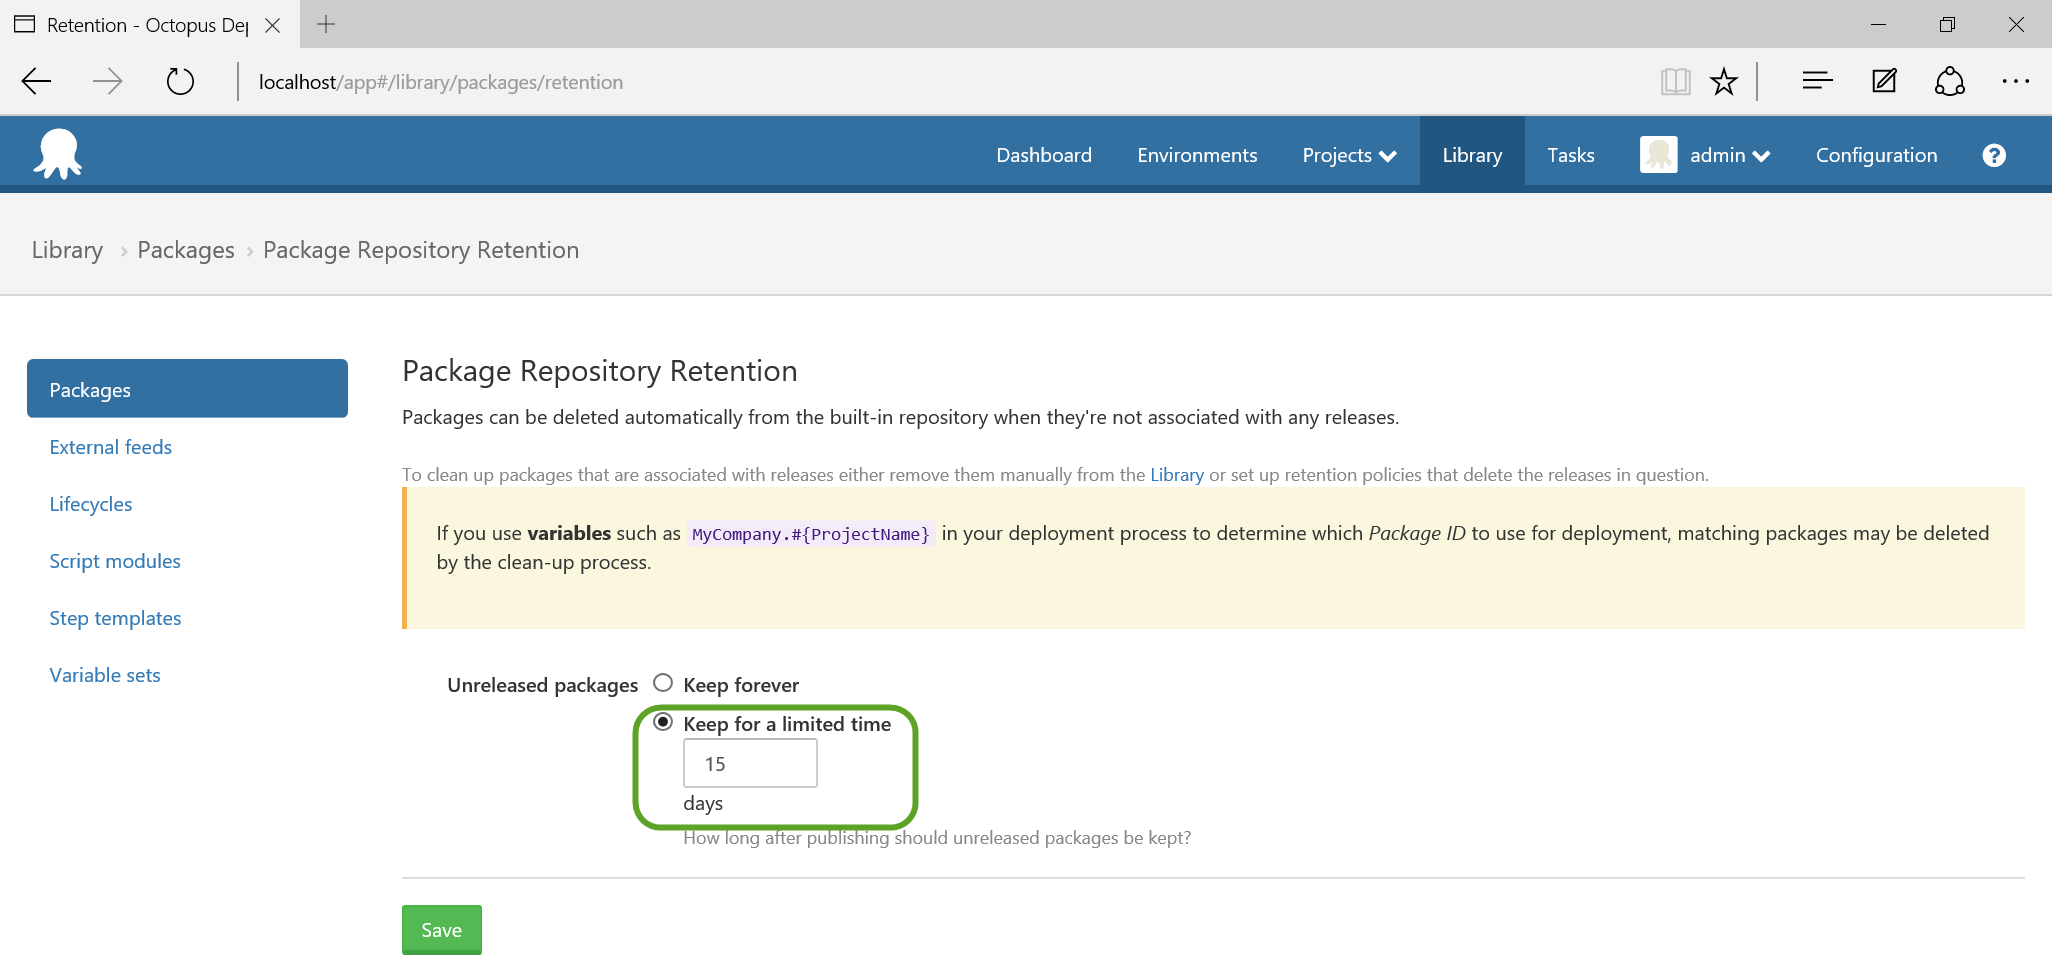 Retention - Octopus Dep
localhost/app#/library/packages/retention
Dashboard Environments Projects Library Tasks admin Configuration ?
Library › Packages › Package Repository Retention
Packages
External feeds
Lifecycles
Script modules
Step templates
Variable sets
Package Repository Retention
Packages can be deleted automatically from the built-in repository when they're not associated with any releases.
To clean up packages that are associated with releases either remove them manually from the Library or set up retention policies that delete the releases in question.
If you use variables such as MyCompany.#{ProjectName} in your deployment process to determine which Package ID to use for deployment, matching packages may be deleted
by the clean-up process.
Unreleased packages Keep forever
Keep for a limited time
15
days
How long after publishing should unreleased packages be kept?
Save